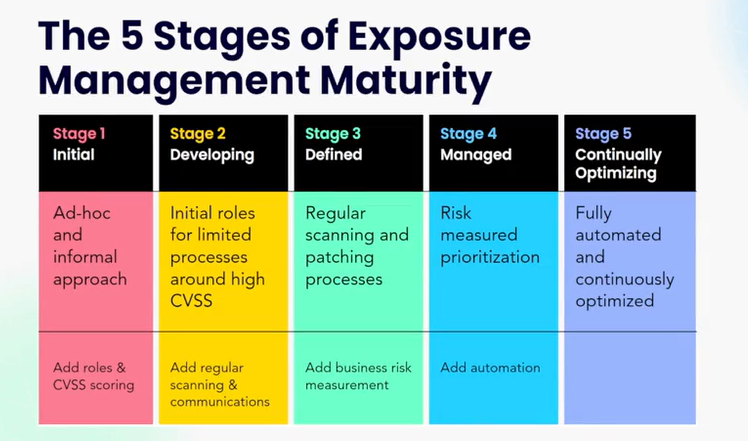 The 5 Stages of Exposure
Management Maturity
Stage 1
Initial
Ad-hoc
and
informal
approach
Add roles &
CVSS scoring
Stage 2
Developing
Initial roles
for limited
processes
around high
CVSS
Add regular
scanning &
communications
Stage 3
Defined
Regular
scanning and
patching
processes
Add business risk
measurement
Stage 4
Managed
Risk
measured
prioritization
Add automation
Stage 5
Continually
Optimizing
Fully
automated
and
continuously
optimized